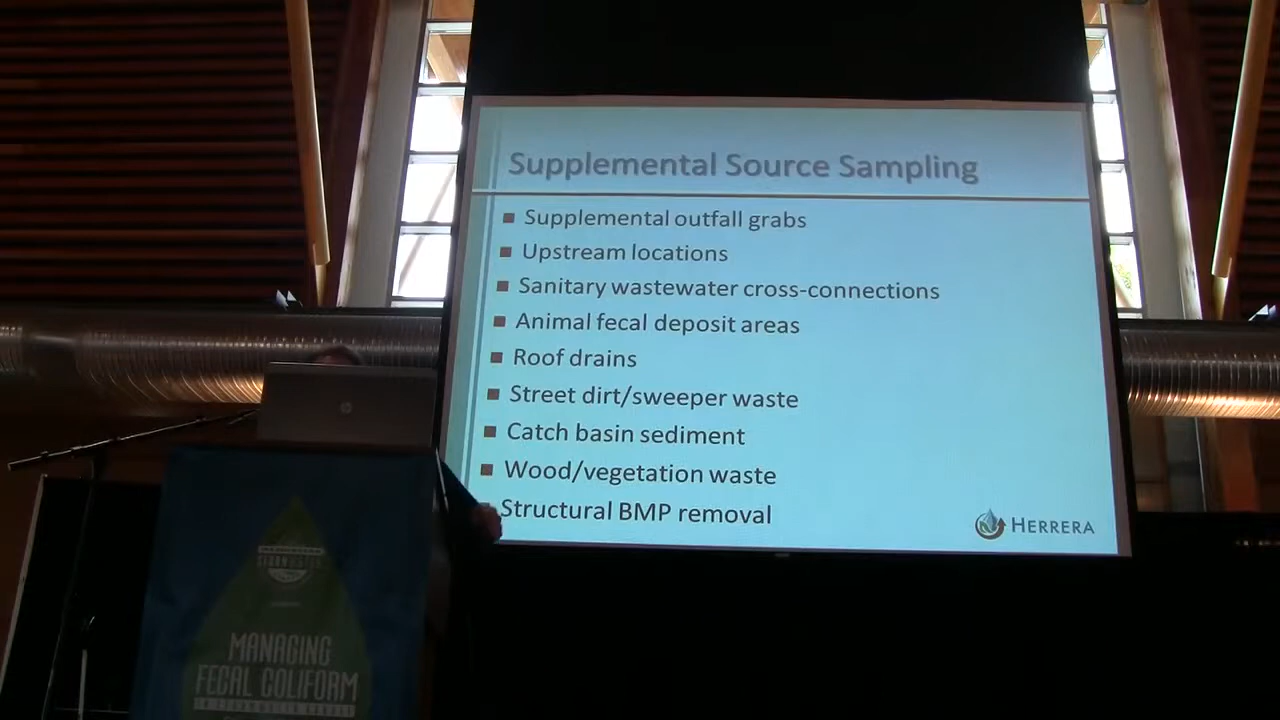 Supplemental Source Sampling
Supplemental outfall grabs
Upstream locations
Sanitary wastewater cross-connections
Animal fecal deposit areas
Roof drains
Street dirt/sweeper waste
Catch basin sediment
Wood/vegetation waste
Structural BMP removal
HERRERA
hp
MANAGING
FECAL COLIFORM